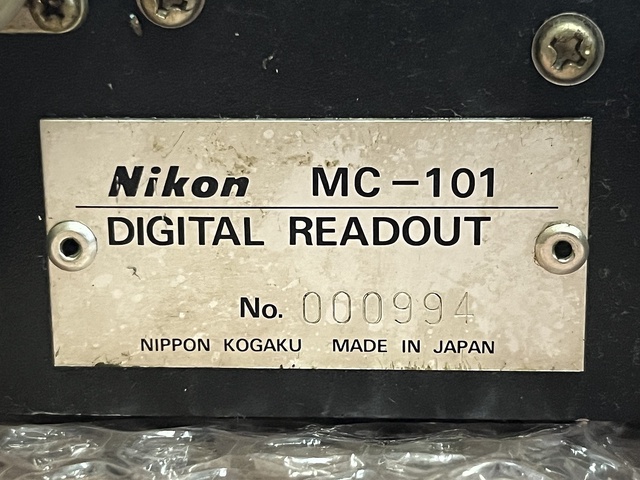 Nikon MC-101
DIGITAL READOUT
No. 000994
NIPPON KOGAKU MADE IN JAPAN